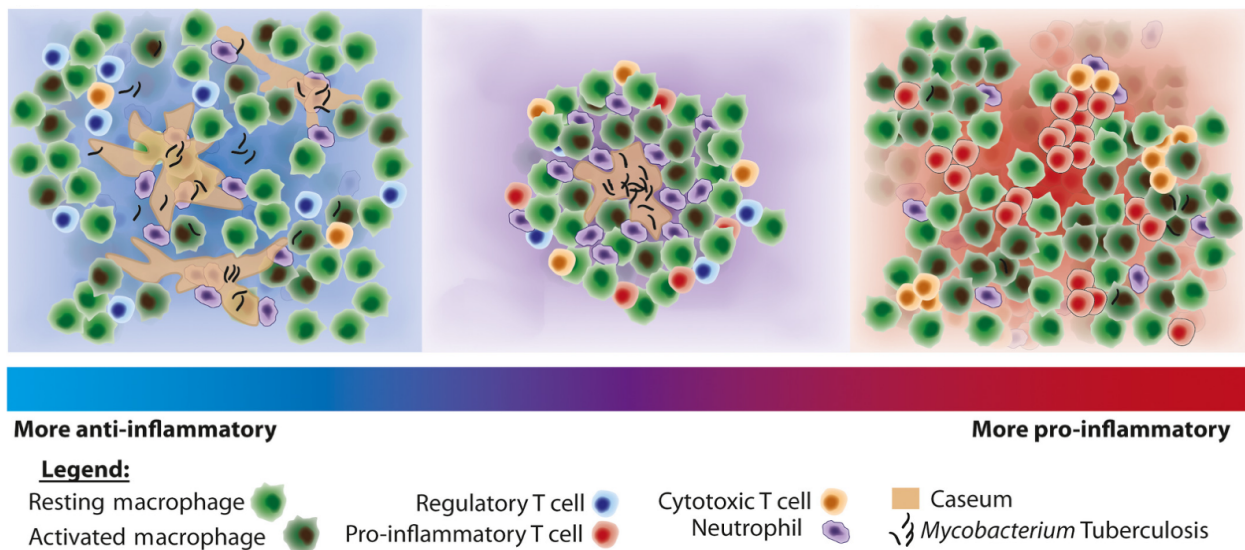 More anti-inflammatory
More pro-inflammatory
Legend:
Resting macrophage
Activated macrophage
Regulatory T cell
Pro-inflammatory T cell
Cytotoxic T cell
Neutrophil
Caseum
Mycobacterium Tuberculosis